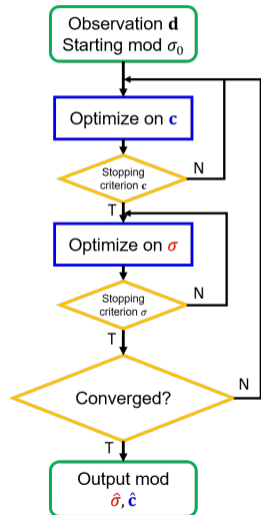 Observation d
Starting mod σ₀
Optimize on c
Stopping
criterion c
N
T
Optimize on σ
Stopping
criterion σ
N
T
Converged?
N
T
Output mod
σ̂, ĉ